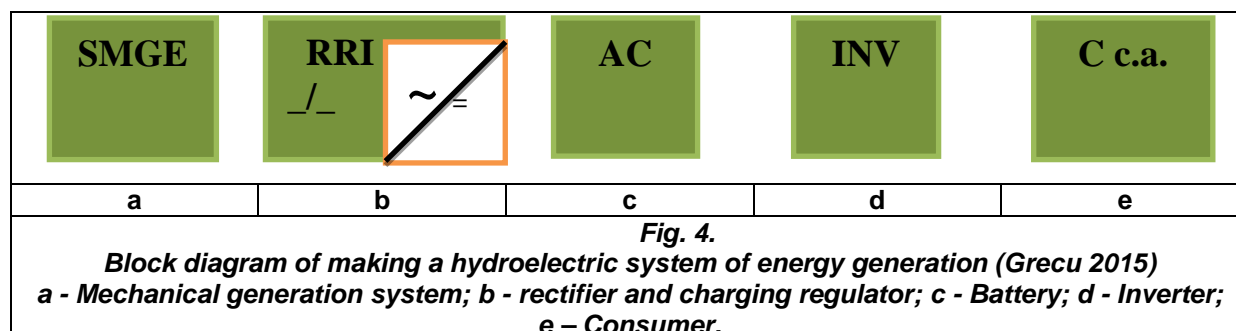 SMGE RRI AC INV C c.a.
_/_ ~ =
a b c d e
Fig. 4.
Block diagram of making a hydroelectric system of energy generation (Grecu 2015)
a - Mechanical generation system; b - rectifier and charging regulator; c - Battery; d - Inverter;
e – Consumer.